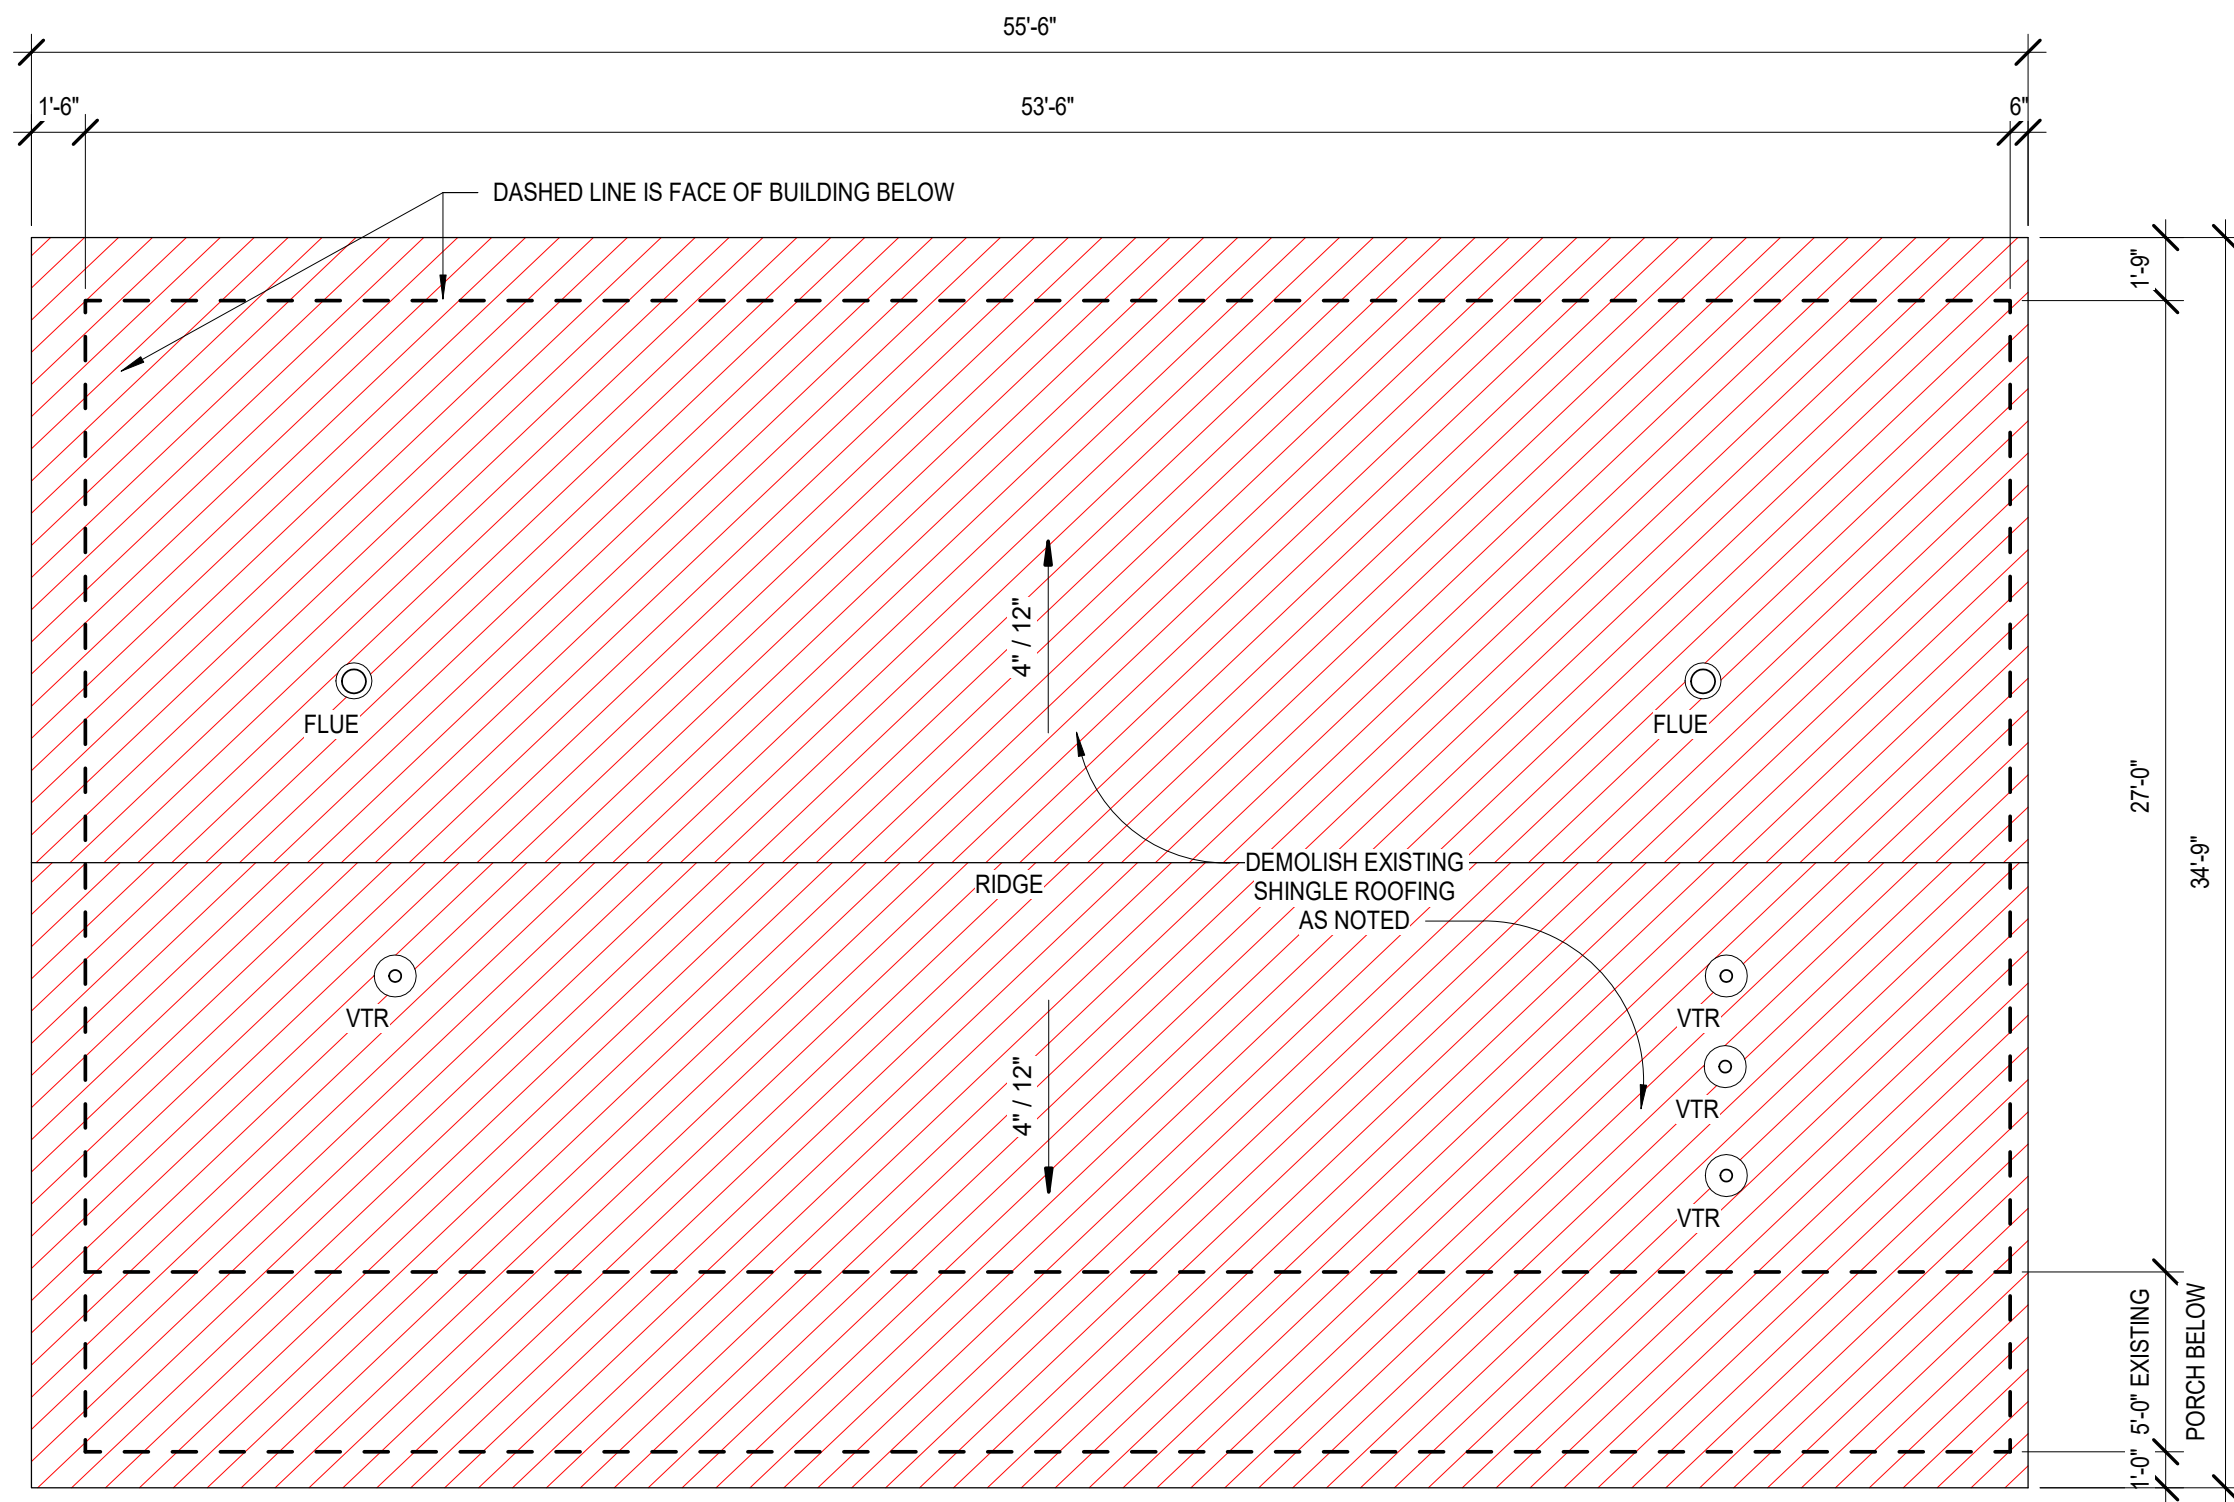 55'-6"
1'-6"
53'-6"
6"
DASHED LINE IS FACE OF BUILDING BELOW
1'-9"
4" / 12"
FLUE
FLUE
27'-0"
34'-9"
RIDGE
DEMOLISH EXISTING
SHINGLE ROOFING
AS NOTED
VTR
VTR
4" / 12"
VTR
VTR
5'-0" EXISTING
PORCH BELOW
1'-0"